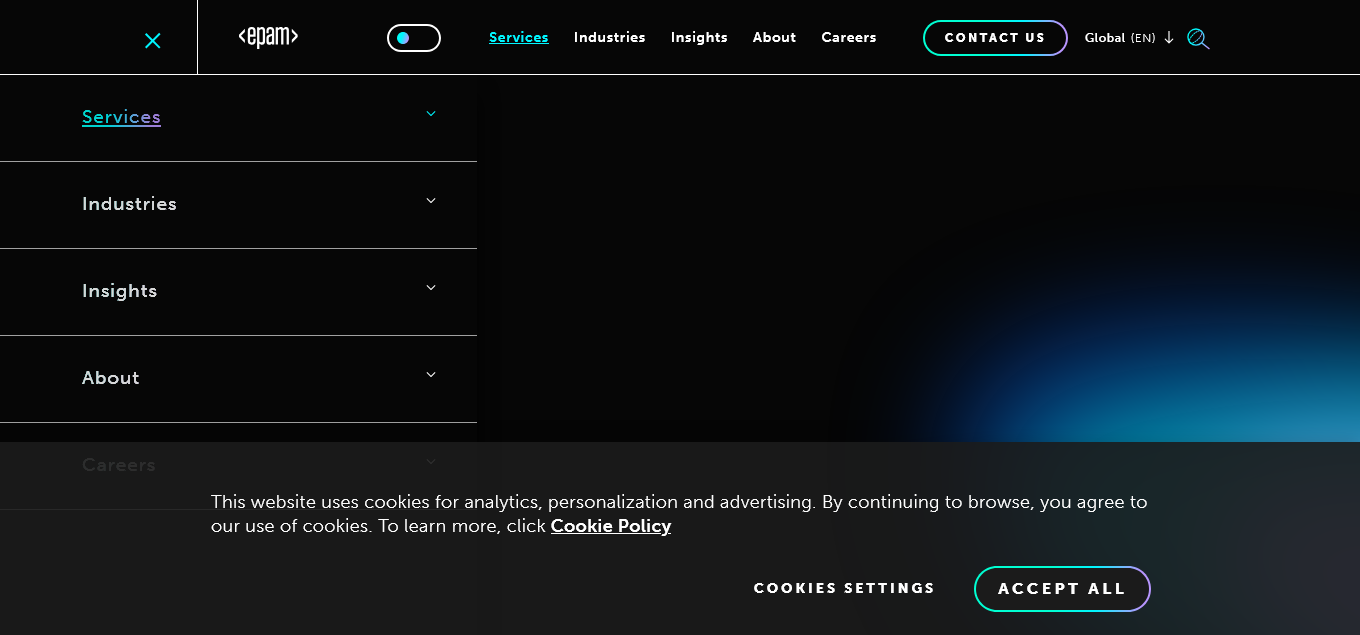 <epam>
Services Industries Insights About Careers CONTACT US Global (EN)
Services
Industries
Insights
About
Careers
This website uses cookies for analytics, personalization and advertising. By continuing to browse, you agree to
our use of cookies. To learn more, click Cookie Policy
COOKIES SETTINGS ACCEPT ALL